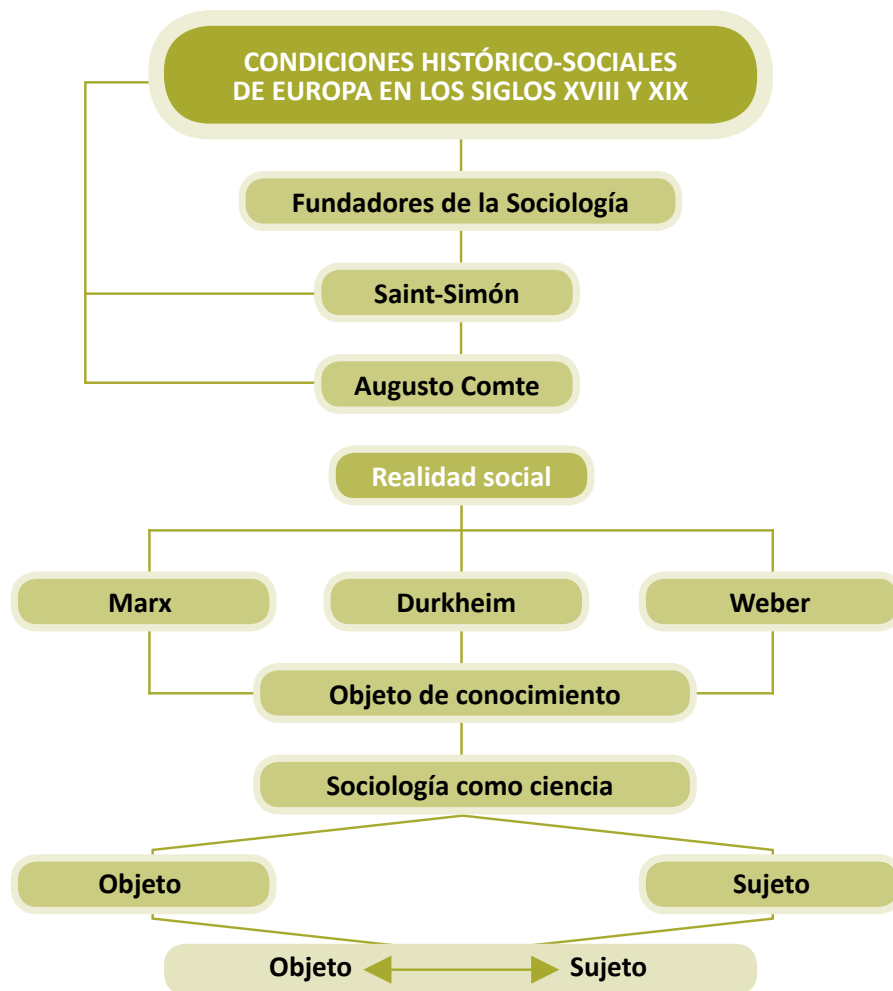 CONDICIONES HISTÓRICO-SOCIALES
DE EUROPA EN LOS SIGLOS XVIII Y XIX
Fundadores de la Sociología
Saint-Simón
Augusto Comte
Realidad social
Marx
Durkheim
Weber
Objeto de conocimiento
Sociología como ciencia
Objeto
Sujeto
Objeto
Sujeto